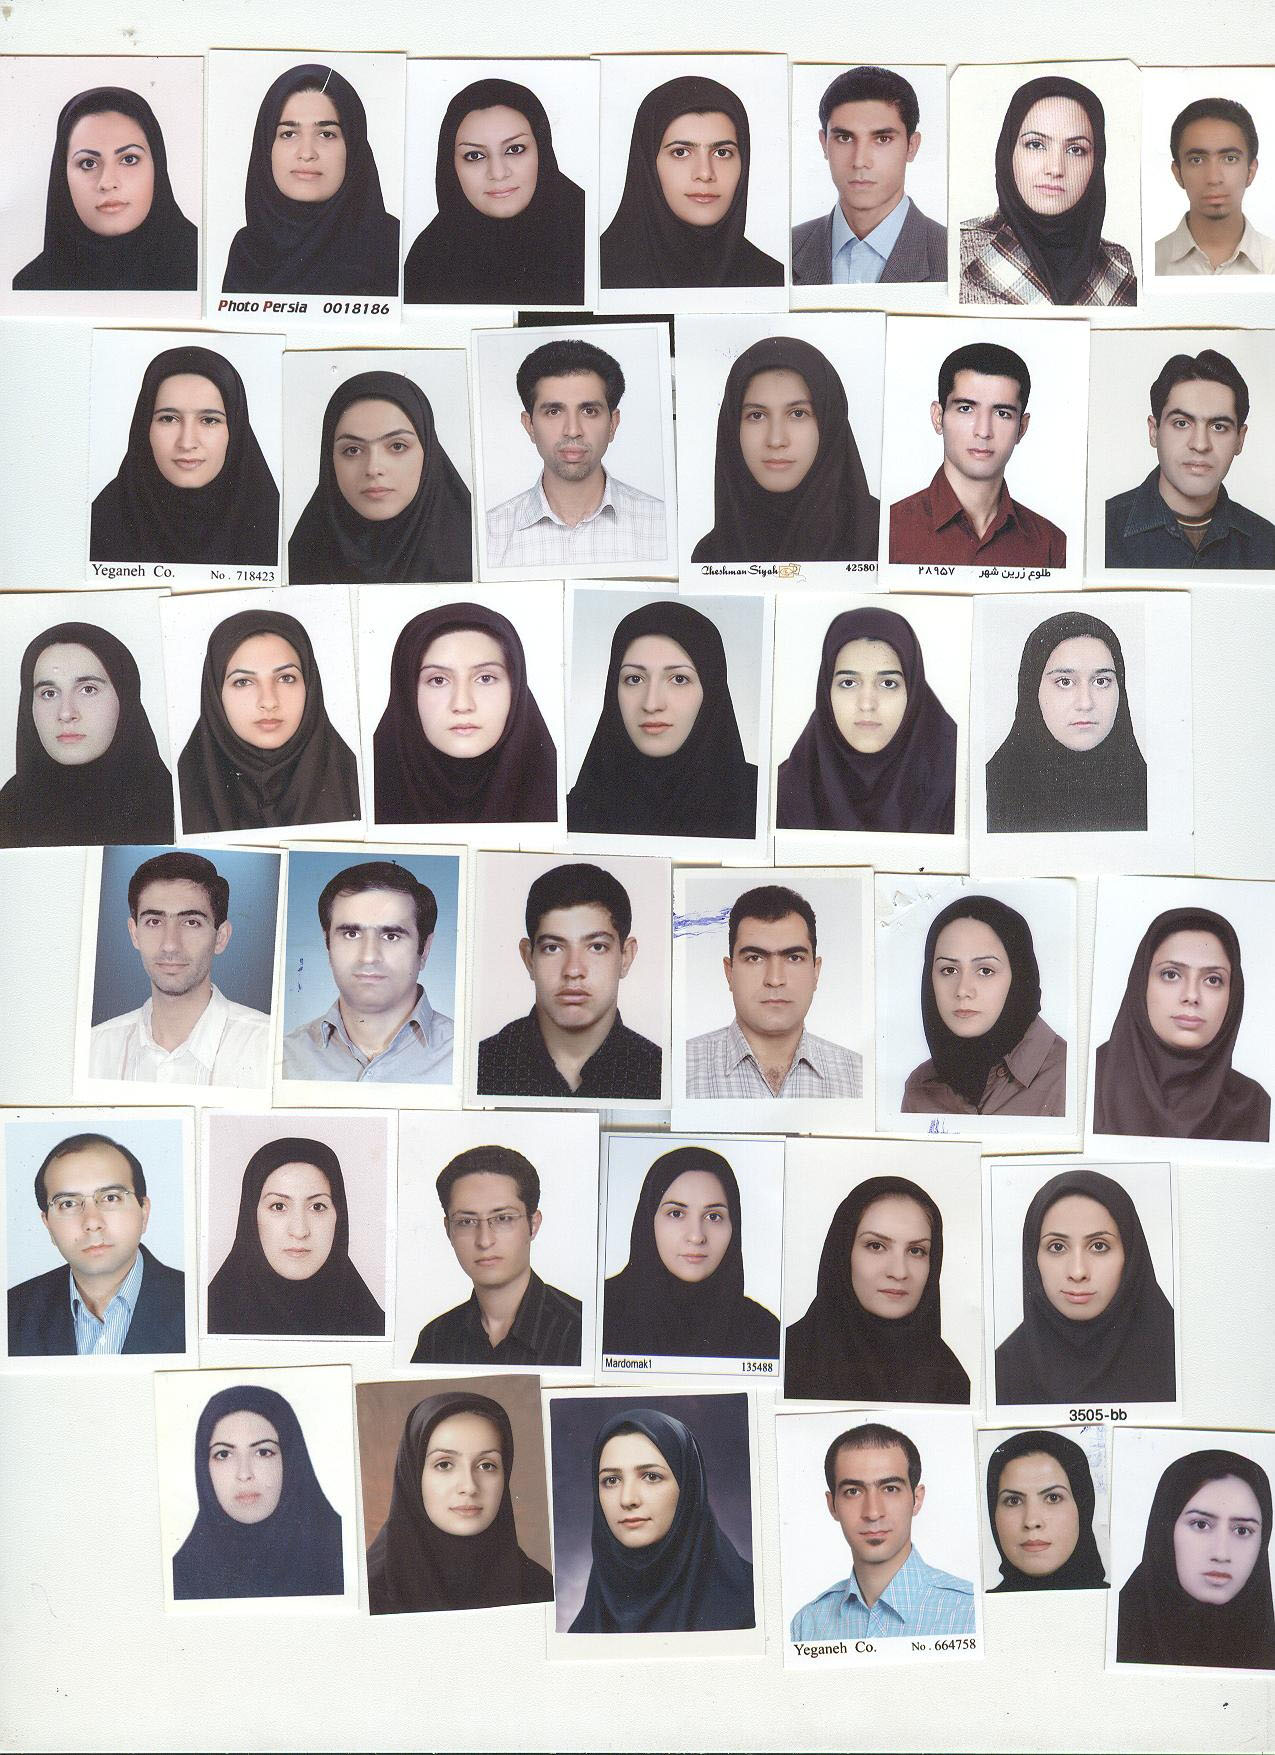 Photo Persia 0018186
Yeganeh Co. No. 718423
Cheshman Siyah 425801
طلوع زرین شهر ۲۸۹۵۷
Mardomak1 135488
3505-bb
Yeganeh Co. No. 664758